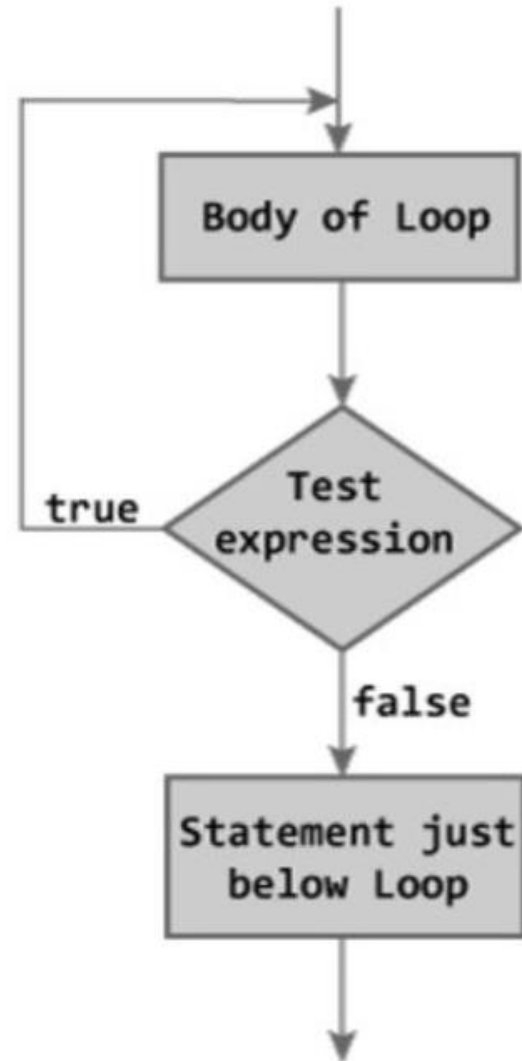 Body of Loop
Test
expression
true
false
Statement just
below Loop